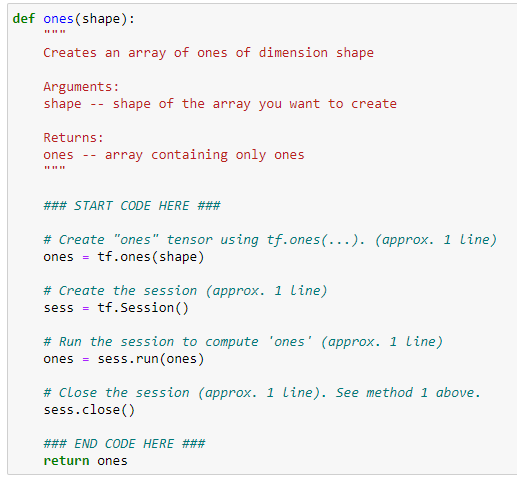 def ones(shape):
"""
Creates an array of ones of dimension shape
Arguments:
shape -- shape of the array you want to create
Returns:
ones -- array containing only ones
"""
### START CODE HERE ###
# Create "ones" tensor using tf.ones(...). (approx. 1 line)
ones = tf.ones(shape)
# Create the session (approx. 1 line)
sess = tf.Session()
# Run the session to compute 'ones' (approx. 1 line)
ones = sess.run(ones)
# Close the session (approx. 1 line). See method 1 above.
sess.close()
### END CODE HERE ###
return ones